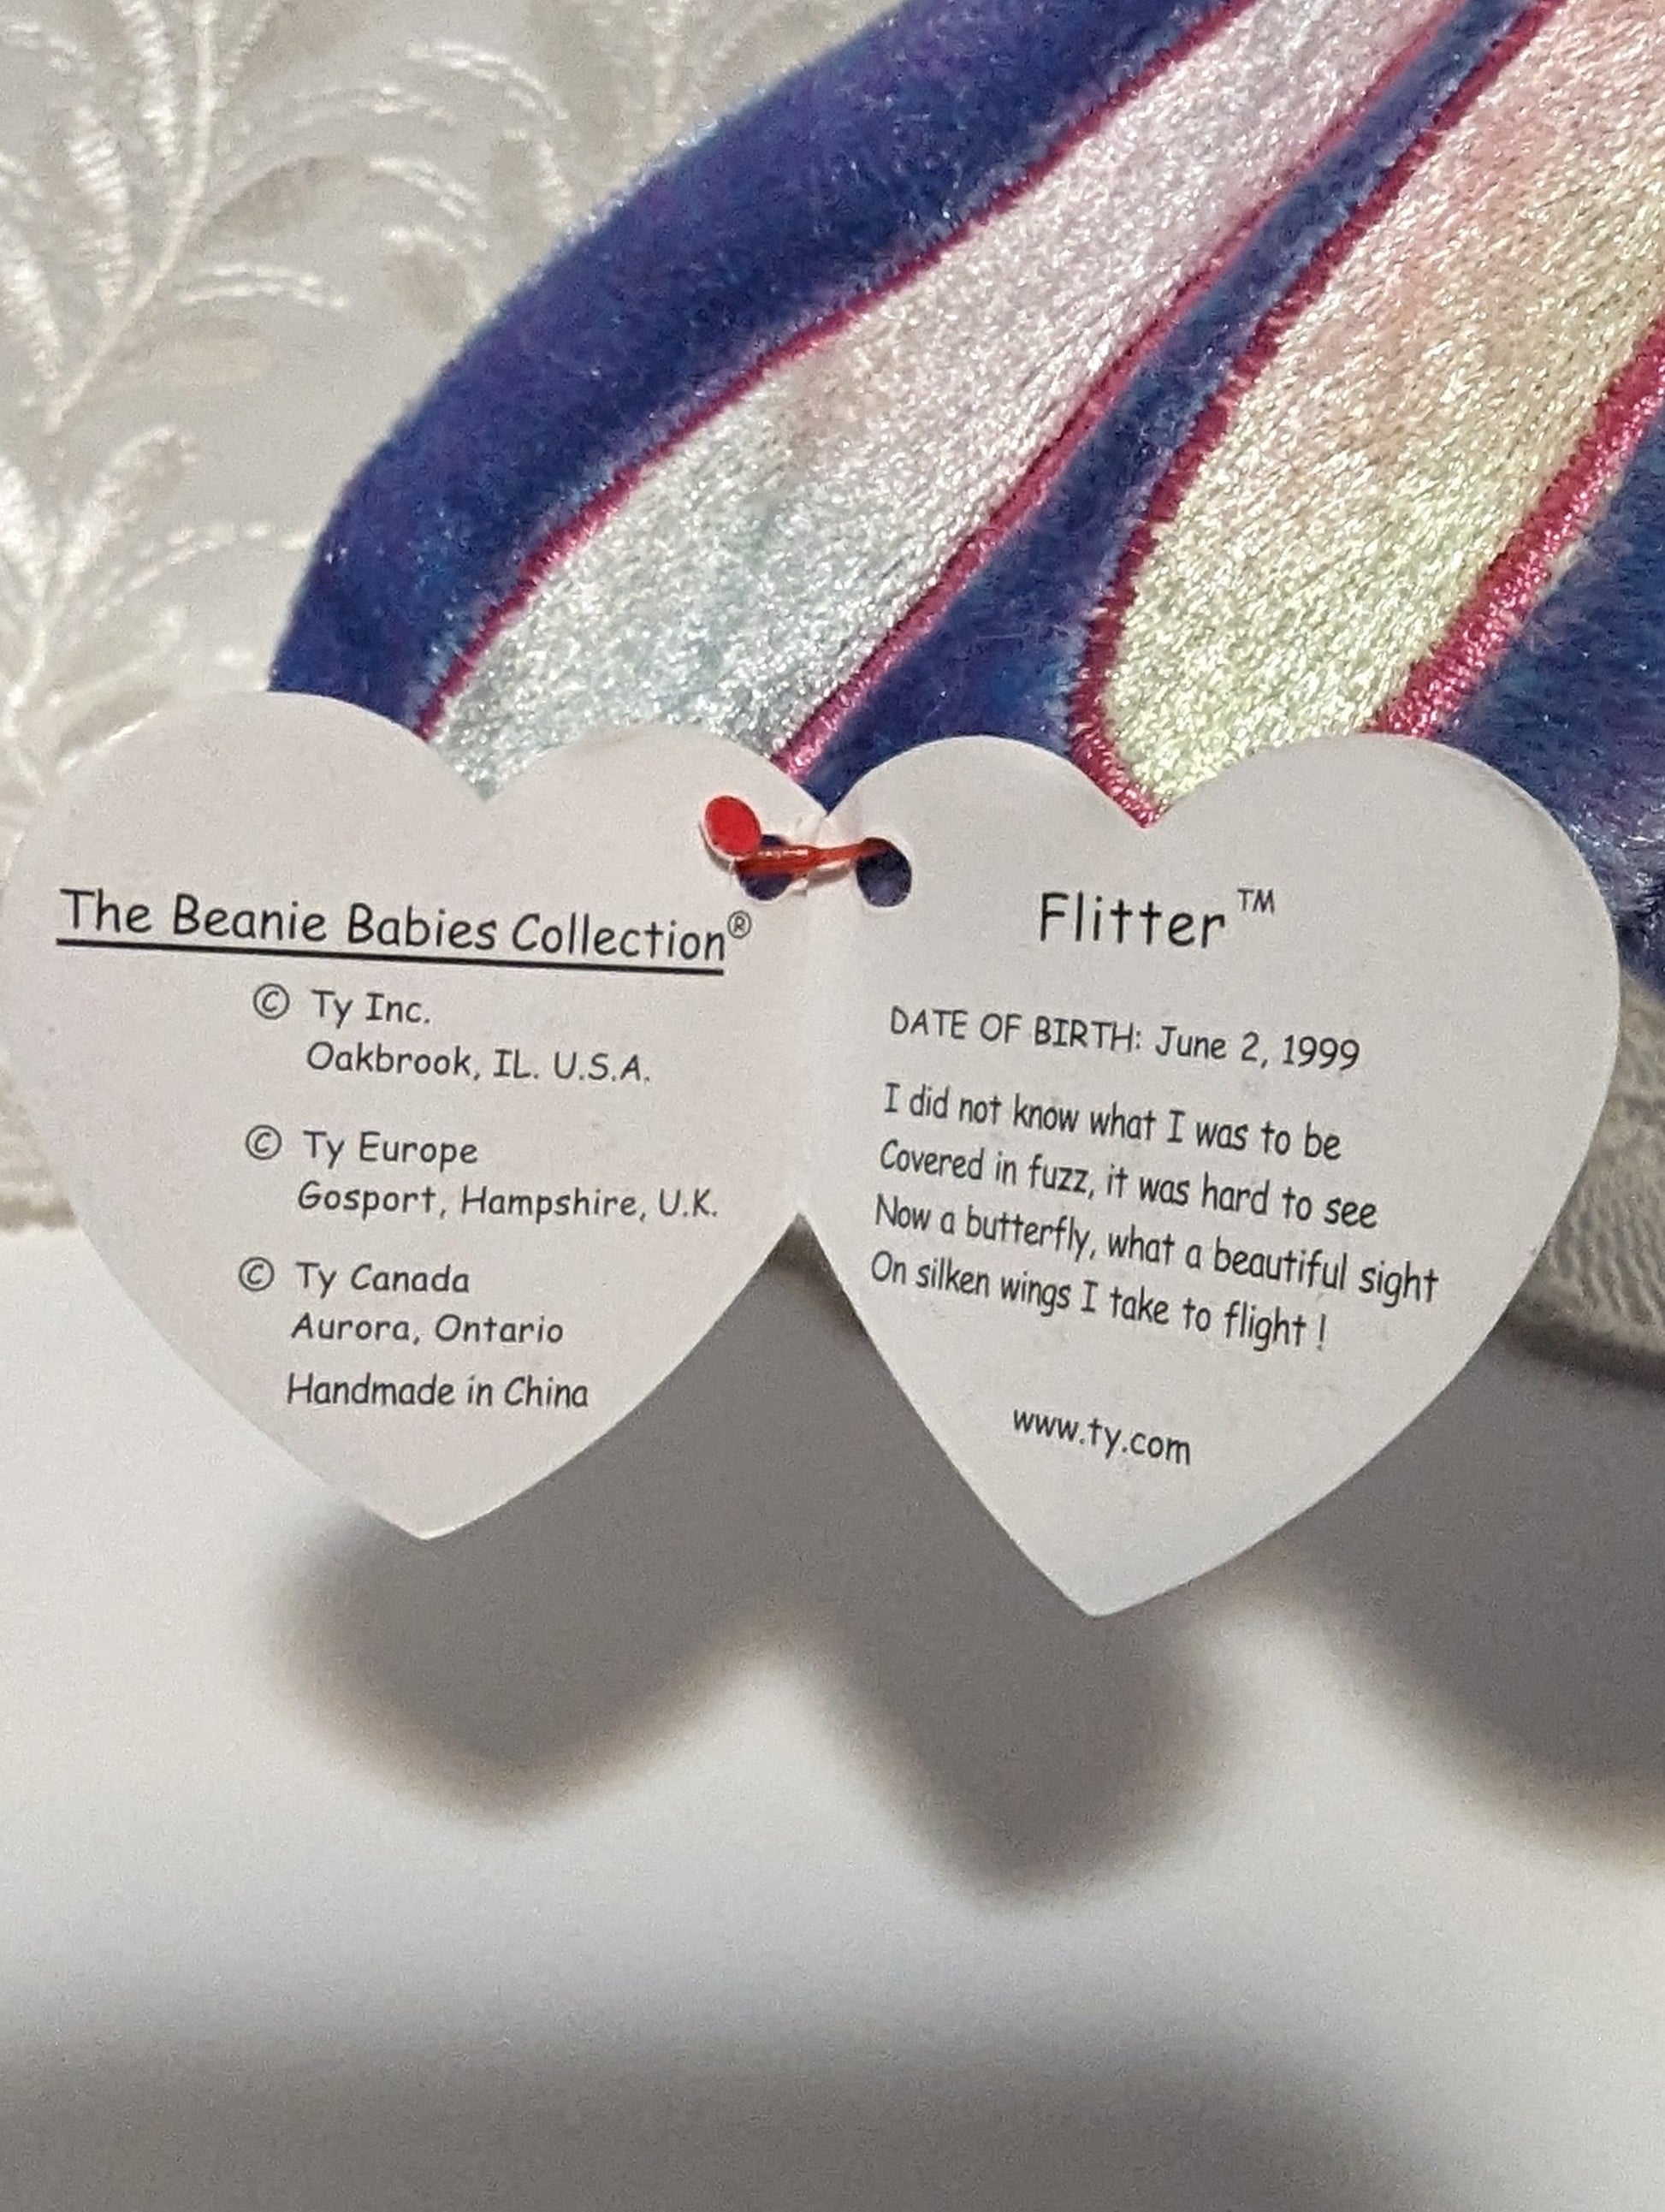 The Beanie Babies Collection®
© Ty Inc.
Oakbrook, IL. U.S.A.
© Ty Europe
Gosport, Hampshire, U.K.
© Ty Canada
Aurora, Ontario
Handmade in China
Flitter™
DATE OF BIRTH: June 2, 1999
I did not know what I was to be
Covered in fuzz, it was hard to see
Now a butterfly, what a beautiful sight
On silken wings I take to flight !
www.ty.com